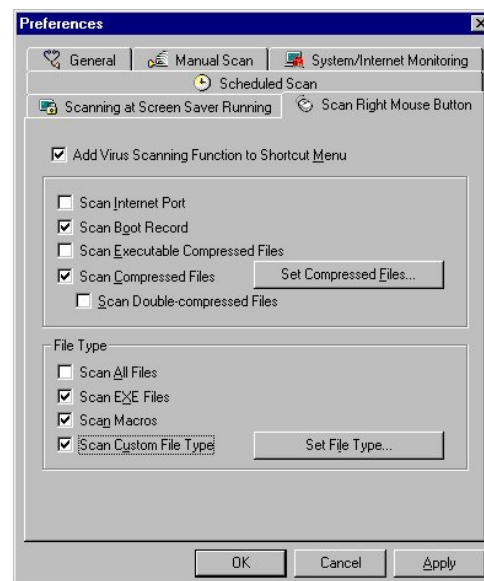 Preferences
General Manual Scan System/Internet Monitoring
Scheduled Scan
Scanning at Screen Saver Running Scan Right Mouse Button
Add Virus Scanning Function to Shortcut Menu
Scan Internet Port
Scan Boot Record
Scan Executable Compressed Files
Scan Compressed Files Set Compressed Files...
Scan Double-compressed Files
File Type
Scan All Files
Scan EXE Files
Scan Macros
Scan Custom File Type Set File Type...
OK Cancel Apply